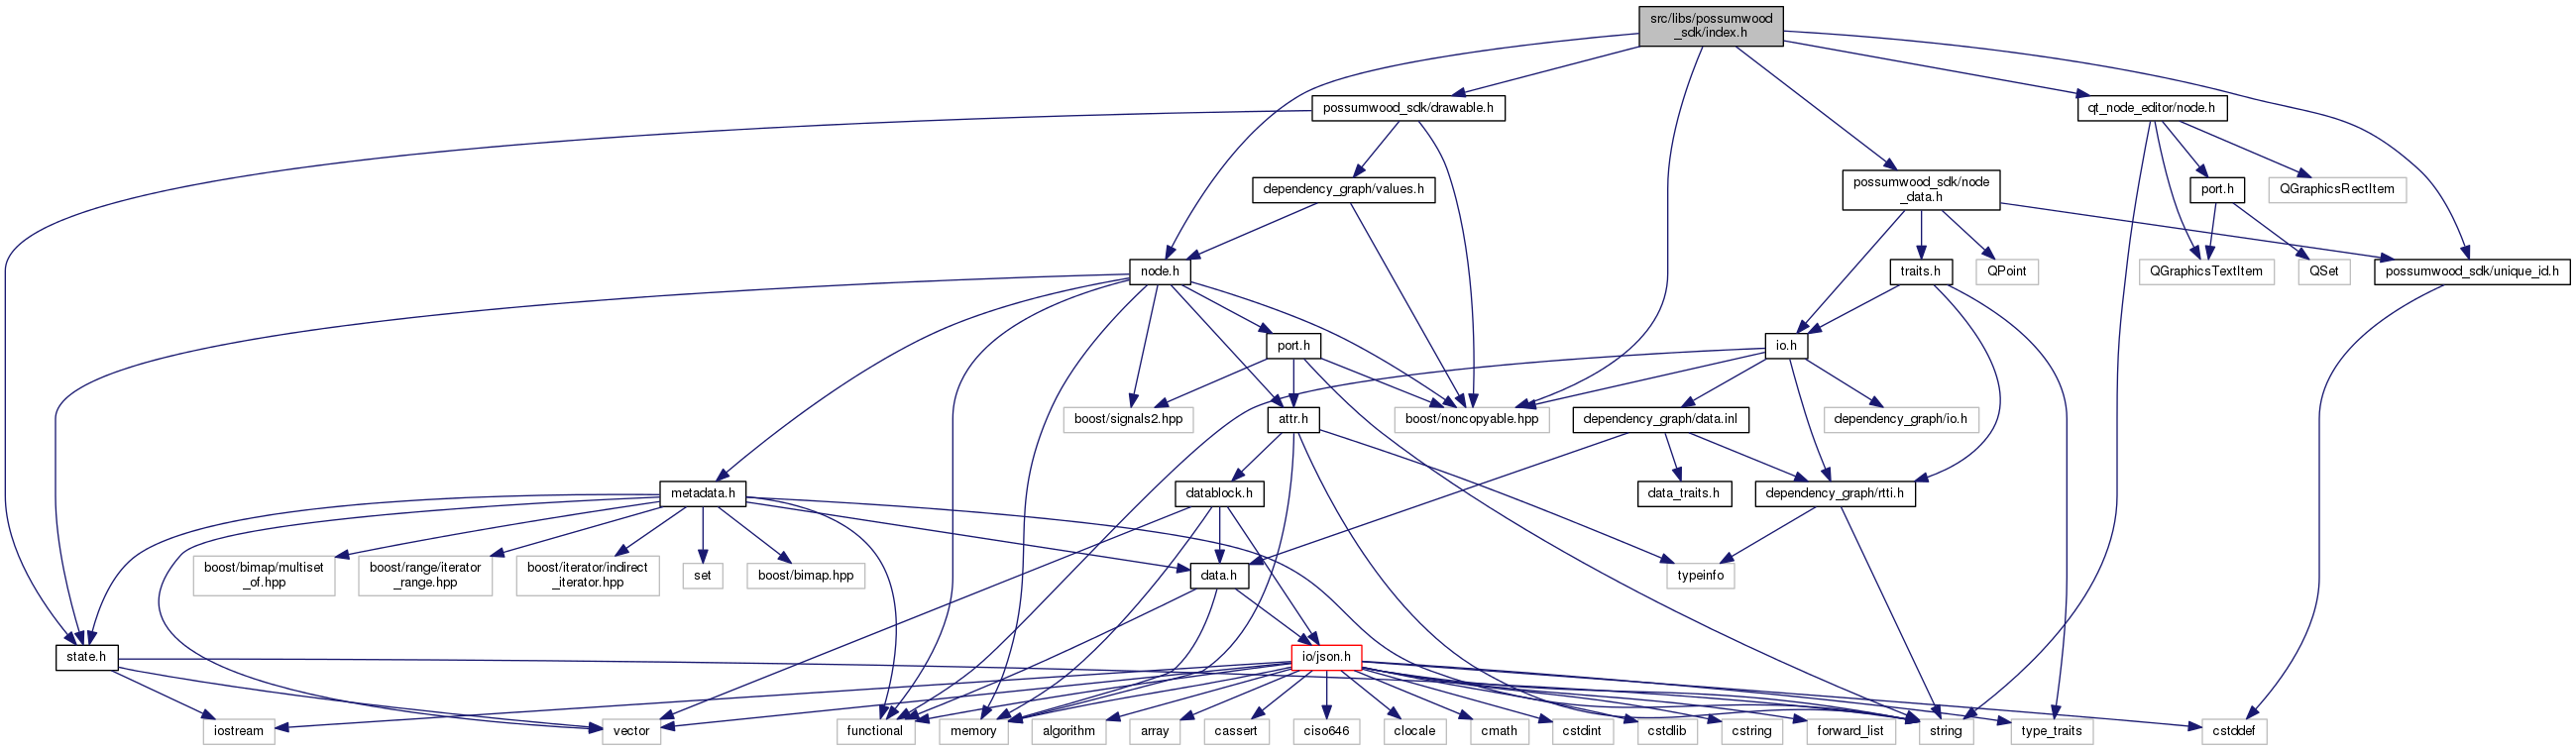 src/libs/possumwood
_sdk/index.h
possumwood_sdk/drawable.h
qt_node_editor/node.h
dependency_graph/values.h
possumwood_sdk/node
_data.h
port.h
QGraphicsRectItem
node.h
traits.h
QPoint
QGraphicsTextItem
QSet
possumwood_sdk/unique_id.h
port.h
io.h
boost/signals2.hpp
attr.h
boost/noncopyable.hpp
dependency_graph/data.inl
dependency_graph/io.h
metadata.h
datablock.h
data_traits.h
dependency_graph/rtti.h
boost/bimap/multiset
_of.hpp
boost/range/iterator
_range.hpp
boost/iterator/indirect
_iterator.hpp
set
boost/bimap.hpp
data.h
typeinfo
state.h
io/json.h
iostream
vector
functional
memory
algorithm
array
cassert
ciso646
clocale
cmath
cstdint
cstdlib
cstring
forward_list
string
type_traits
cstddef